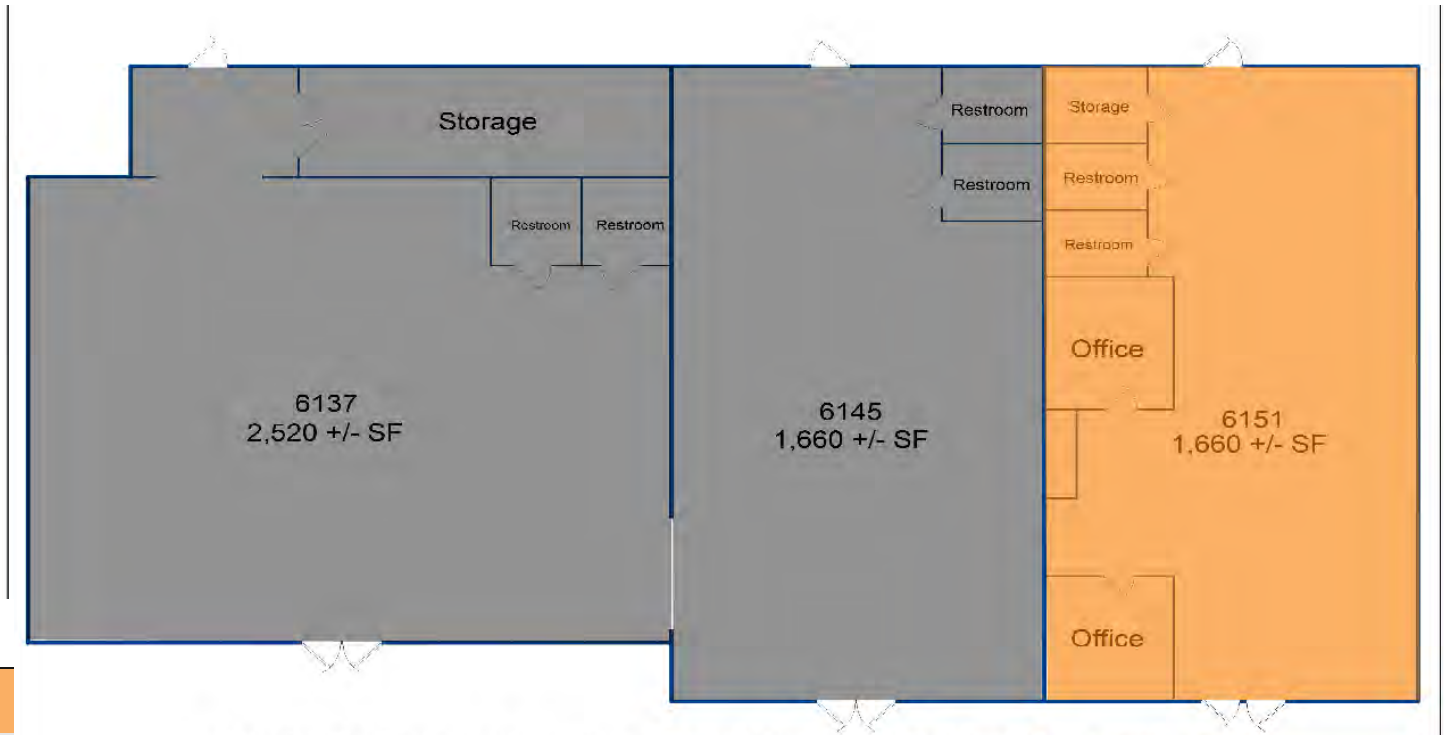 Storage
Restroom
Restroom
6137
2,520 +/- SF
Restroom
Restroom
6145
1,660 +/- SF
Storage
Restroom
Restroom
Office
6151
1,660 +/- SF
Office